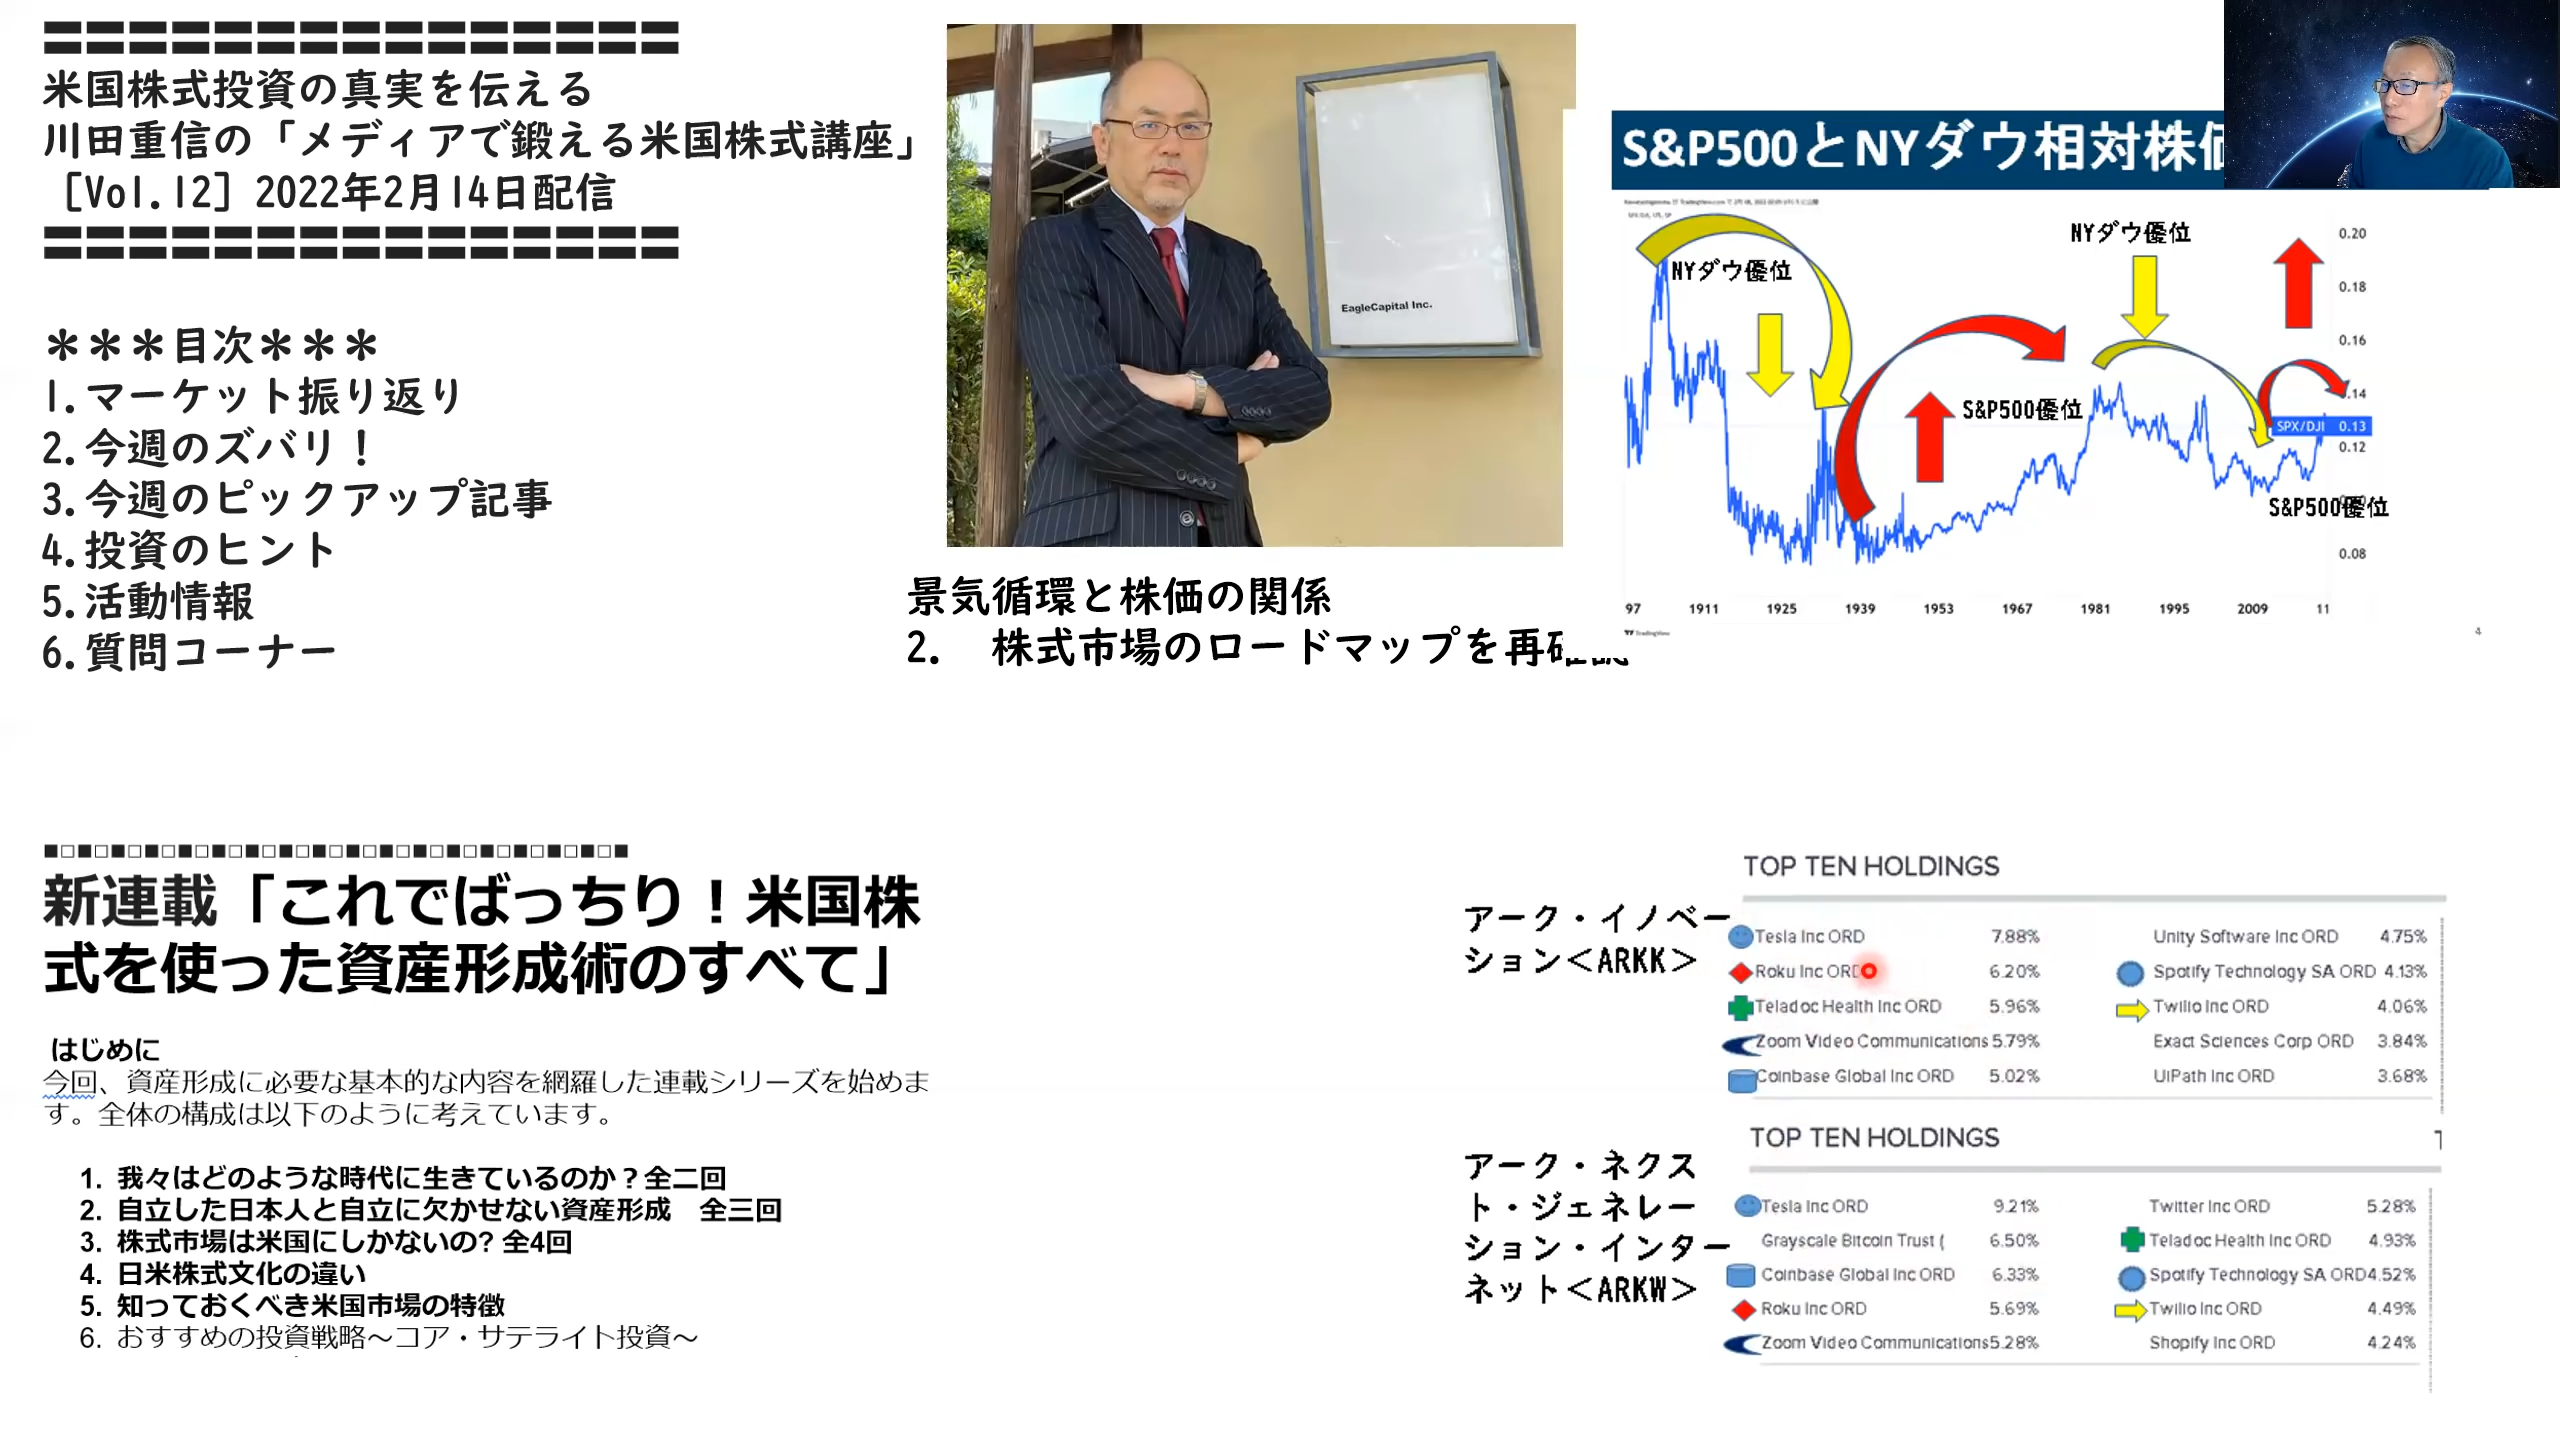 米国株式投資の真実を伝える
川田重信の「メディアで鍛える米国株式講座」
［Vol.12］2022年2月14日配信
＊＊＊目次＊＊＊
1.マーケット振り返り
2.今週のズバリ！
3.今週のピックアップ記事
4.投資のヒント
5.活動情報
6.質問コーナー
EagleCapital Inc.
景気循環と株価の関係
2.　株式市場のロードマップを再
S&P500とNYダウ相対株価
NYダウ優位
NYダウ優位
S&P500優位
S&P500優位
0.20
0.18
0.16
0.14
SPX/DJI 0.13
0.12
0.08
97 1911 1925 1939 1953 1967 1981 1995 2009 11
TradingView
4
新連載「これでばっちり！米国株
式を使った資産形成術のすべて」
はじめに
今回、資産形成に必要な基本的な内容を網羅した連載シリーズを始めま
す。全体の構成は以下のように考えています。
1. 我々はどのような時代に生きているのか？全二回
2. 自立した日本人と自立に欠かせない資産形成　全三回
3. 株式市場は米国にしかないの? 全4回
4. 日米株式文化の違い
5. 知っておくべき米国市場の特徴
6. おすすめの投資戦略～コア・サテライト投資～
アーク・イノベー
ション＜ARKK＞
TOP TEN HOLDINGS
Tesla Inc ORD 7.88% Unity Software Inc ORD 4.75%
Roku Inc ORD 6.20% Spotify Technology SA ORD 4.13%
Teladoc Health Inc ORD 5.96% Twilio Inc ORD 4.06%
Zoom Video Communications 5.79% Exact Sciences Corp ORD 3.84%
Coinbase Global Inc ORD 5.02% UiPath Inc ORD 3.68%
アーク・ネクス
ト・ジェネレー
ション・インター
ネット＜ARKW＞
TOP TEN HOLDINGS
Tesla Inc ORD 9.21% Twitter Inc ORD 5.28%
Grayscale Bitcoin Trust ( 6.50% Teladoc Health Inc ORD 4.93%
Coinbase Global Inc ORD 6.33% Spotify Technology SA ORD 4.52%
Roku Inc ORD 5.69% Twilio Inc ORD 4.49%
Zoom Video Communications 5.28% Shopify Inc ORD 4.24%